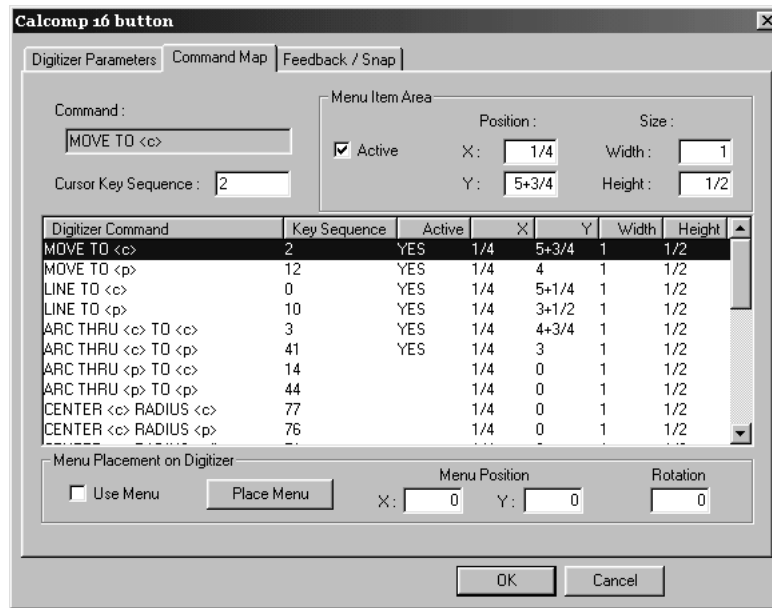 Calcomp 16 button
Digitizer Parameters Command Map Feedback / Snap
Command :
MOVE TO <c>
Cursor Key Sequence : 2
Menu Item Area
Position : Size :
Active X : 1/4 Width : 1
Y : 5+3/4 Height : 1/2
Digitizer Command Key Sequence Active X Y Width Height
MOVE TO <c> 2 YES 1/4 5+3/4 1 1/2
MOVE TO <p> 12 YES 1/4 4 1 1/2
LINE TO <c> 0 YES 1/4 5+1/4 1 1/2
LINE TO <p> 10 YES 1/4 3+1/2 1 1/2
ARC THRU <c> TO <c> 3 YES 1/4 4+3/4 1 1/2
ARC THRU <c> TO <p> 41 YES 1/4 3 1 1/2
ARC THRU <p> TO <c> 14 1/4 0 1 1/2
ARC THRU <p> TO <p> 44 1/4 0 1 1/2
CENTER <c> RADIUS <c> 77 1/4 0 1 1/2
CENTER <c> RADIUS <p> 76 1/4 0 1 1/2
Menu Placement on Digitizer
Menu Position Rotation
Use Menu Place Menu X : 0 Y : 0 0
OK Cancel